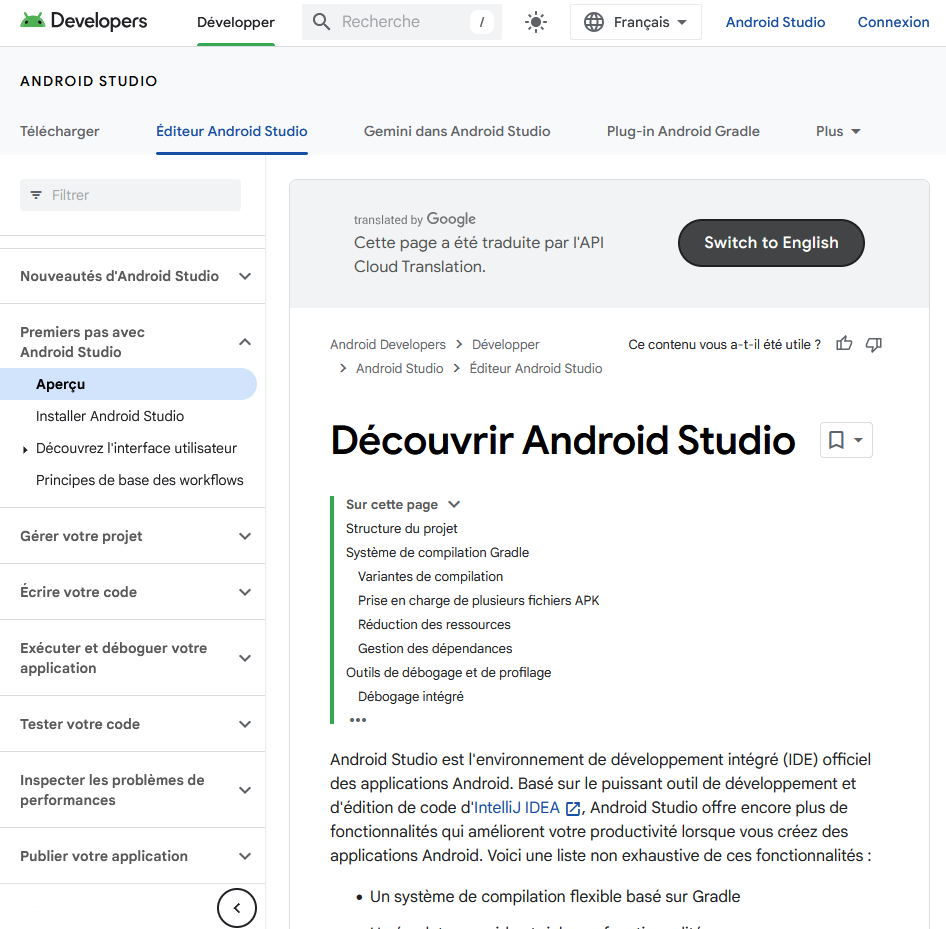 Developers
Développer
Recherche
/
Français
Android Studio
Connexion
ANDROID STUDIO
Télécharger
Éditeur Android Studio
Gemini dans Android Studio
Plug-in Android Gradle
Plus
Filtrer
Nouveautés d'Android Studio
Premiers pas avec
Android Studio
Aperçu
Installer Android Studio
Découvrez l'interface utilisateur
Principes de base des workflows
Gérer votre projet
Écrire votre code
Exécuter et déboguer votre
application
Tester votre code
Inspecter les problèmes de
performances
Publier votre application
translated by Google
Cette page a été traduite par l'API
Cloud Translation.
Switch to English
Android Developers > Développer
> Android Studio > Éditeur Android Studio
Ce contenu vous a-t-il été utile ?
Découvrir Android Studio
Sur cette page
Structure du projet
Système de compilation Gradle
Variantes de compilation
Prise en charge de plusieurs fichiers APK
Réduction des ressources
Gestion des dépendances
Outils de débogage et de profilage
Débogage intégré
•••
Android Studio est l'environnement de développement intégré (IDE) officiel
des applications Android. Basé sur le puissant outil de développement et
d'édition de code d'IntelliJ IDEA, Android Studio offre encore plus de
fonctionnalités qui améliorent votre productivité lorsque vous créez des
applications Android. Voici une liste non exhaustive de ces fonctionnalités :
• Un système de compilation flexible basé sur Gradle